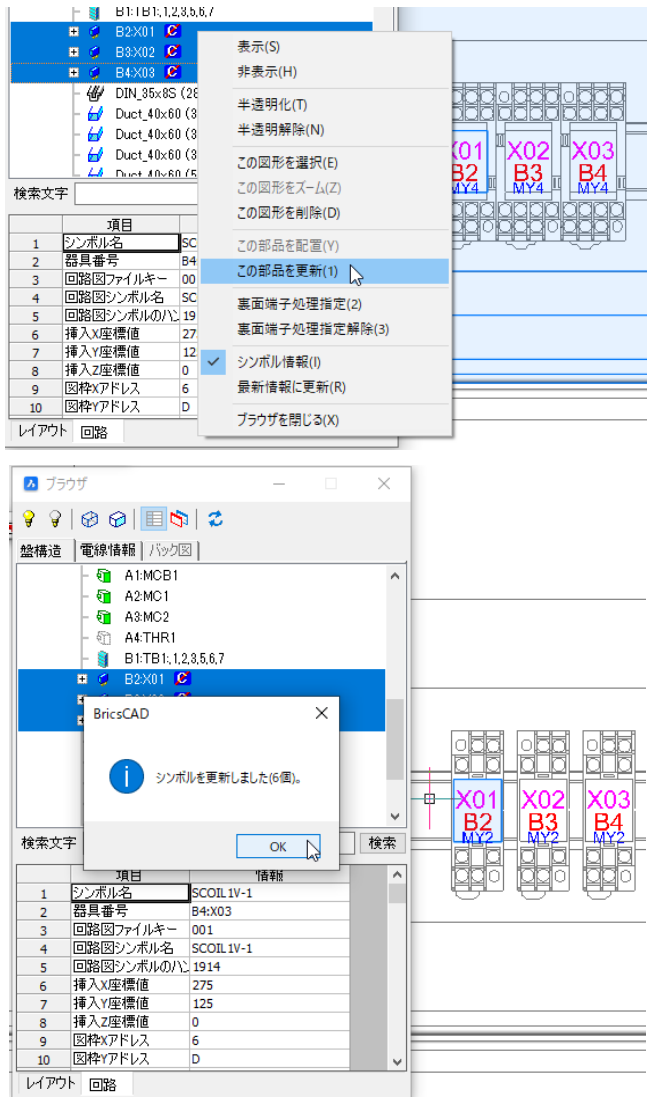 B1:TB1:,1,2,3,5,6,7
B2:X01
B3:X02
B4:X03
DIN_35x8S (28
Duct_40x60 (3
Duct_40x60 (3
Duct_40x60 (3
Duct_40x60 (5
検索文字
項目
1 シンボル名 SC
2 器具番号 B4
3 回路図ファイルキー 00
4 回路図シンボル名 SC
5 回路図シンボルのハン 19
6 挿入X座標値 27
7 挿入Y座標値 12
8 挿入Z座標値 0
9 図枠Xアドレス 6
10 図枠Yアドレス D
レイアウト 回路
表示(S)
非表示(H)
半透明化(T)
半透明解除(N)
この図形を選択(E)
この図形をズーム(Z)
この図形を削除(D)
この部品を配置(Y)
この部品を更新(1)
裏面端子処理指定(2)
裏面端子処理指定解除(3)
シンボル情報(I)
最新情報に更新(R)
ブラウザを閉じる(X)
X01 X02 X03
B2 B3 B4
MY4 MY4 MY4
ブラウザ
盤構造 電線情報 バック図
A1:MCB1
A2:MC1
A3:MC2
A4:THR1
B1:TB1:,1,2,3,5,6,7
B2:X01
BricsCAD
シンボルを更新しました(6個)。
OK
検索文字 検索
項目 情報
1 シンボル名 SCOIL1V-1
2 器具番号 B4:X03
3 回路図ファイルキー 001
4 回路図シンボル名 SCOIL1V-1
5 回路図シンボルのハン 1914
6 挿入X座標値 275
7 挿入Y座標値 125
8 挿入Z座標値 0
9 図枠Xアドレス 6
10 図枠Yアドレス D
レイアウト 回路
X01 X02 X03
B2 B3 B4
MY2 MY2 MY2